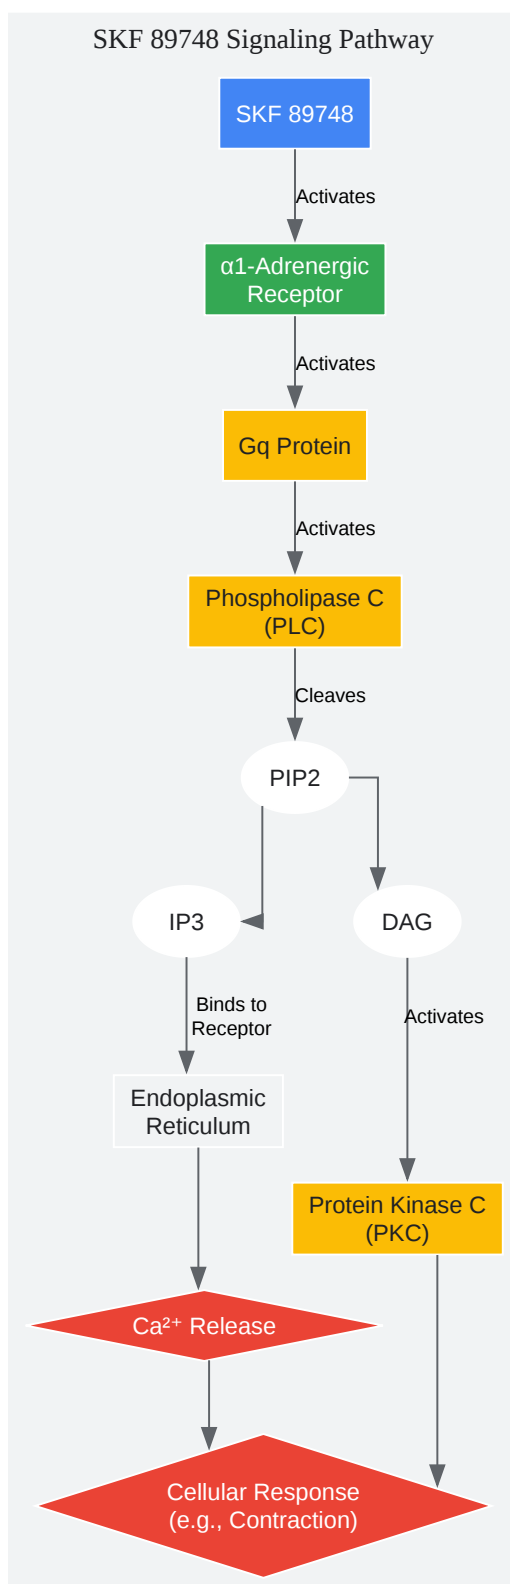 SKF 89748 Signaling Pathway
SKF 89748
Activates
α1-Adrenergic
Receptor
Activates
Gq Protein
Activates
Phospholipase C
(PLC)
Cleaves
PIP2
IP3
DAG
Binds to
Receptor
Activates
Endoplasmic
Reticulum
Protein Kinase C
(PKC)
Ca²⁺ Release
Cellular Response
(e.g., Contraction)